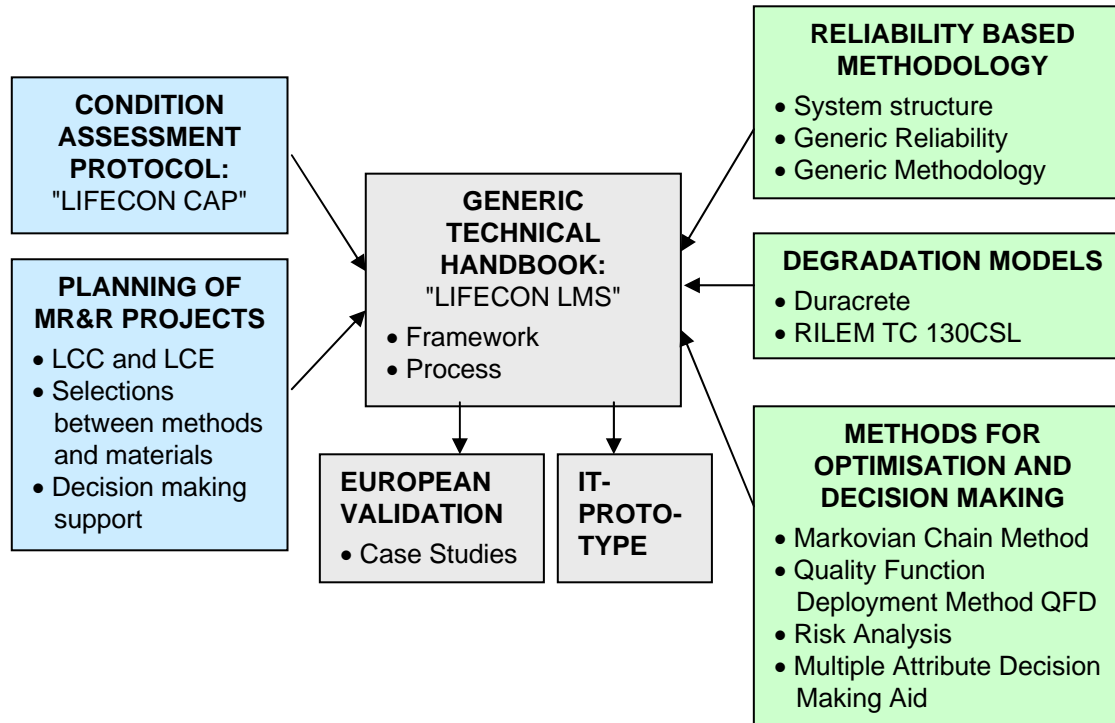 CONDITION
ASSESSMENT
PROTOCOL:
"LIFECON CAP"
PLANNING OF
MR&R PROJECTS
• LCC and LCE
• Selections
between methods
and materials
• Decision making
support
GENERIC
TECHNICAL
HANDBOOK:
"LIFECON LMS"
• Framework
• Process
EUROPEAN
VALIDATION
• Case Studies
IT-
PROTO-
TYPE
RELIABILITY BASED
METHODOLOGY
• System structure
• Generic Reliability
• Generic Methodology
DEGRADATION MODELS
• Duracrete
• RILEM TC 130CSL
METHODS FOR
OPTIMISATION AND
DECISION MAKING
• Markovian Chain Method
• Quality Function
Deployment Method QFD
• Risk Analysis
• Multiple Attribute Decision
Making Aid